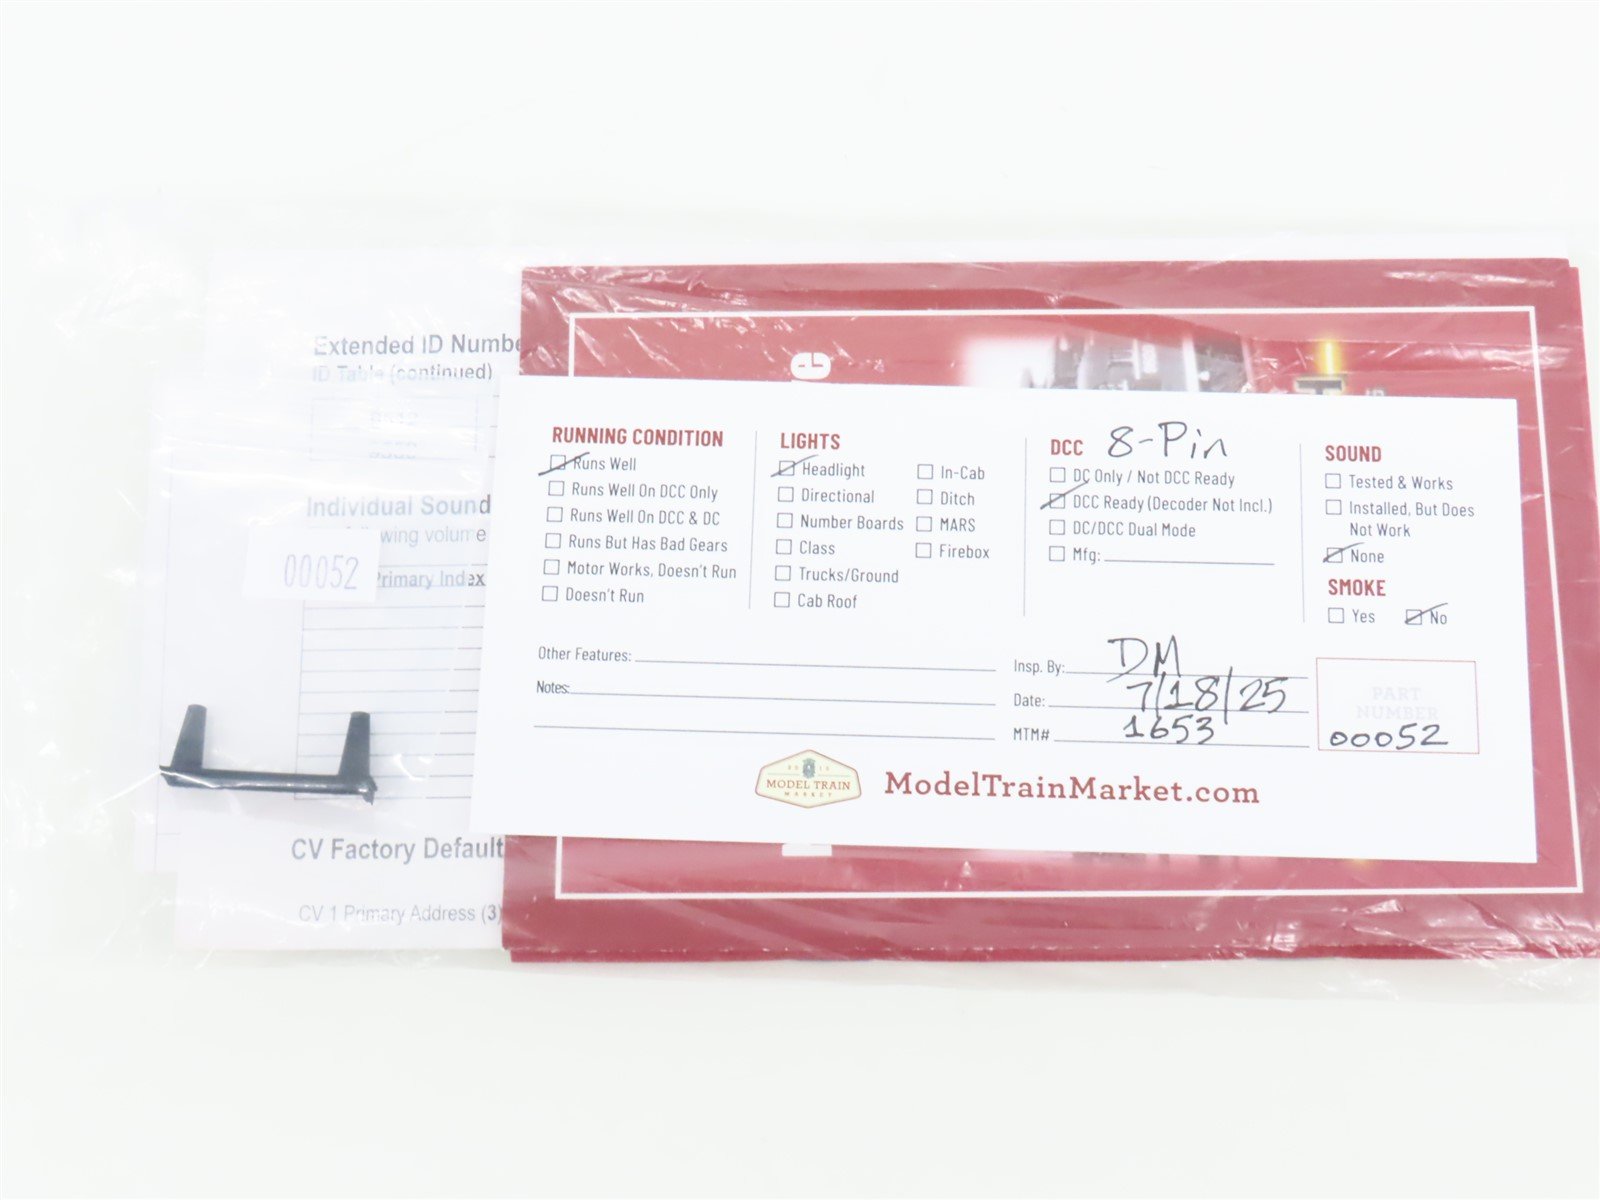 Extended ID Numbe
ID Table (continued)
Individual Sound
wing volume
00052
Primary Index
CV Factory Default
CV 1 Primary Address (3)
RUNNING CONDITION
Runs Well
Runs Well On DCC Only
Runs Well On DCC & DC
Runs But Has Bad Gears
Motor Works, Doesn't Run
Doesn't Run
LIGHTS
Headlight
Directional
Number Boards
Class
Trucks/Ground
Cab Roof
In-Cab
Ditch
MARS
Firebox
DCC 8-Pin
DC Only / Not DCC Ready
DCC Ready (Decoder Not Incl.)
DC/DCC Dual Mode
Mfg:
SOUND
Tested & Works
Installed, But Does
Not Work
None
SMOKE
Yes No
Other Features:
Notes:
Insp. By: DM
Date: 7/18/25
MTM# 1653
PART
NUMBER
00052
MODEL TRAIN
MARKET
ModelTrainMarket.com